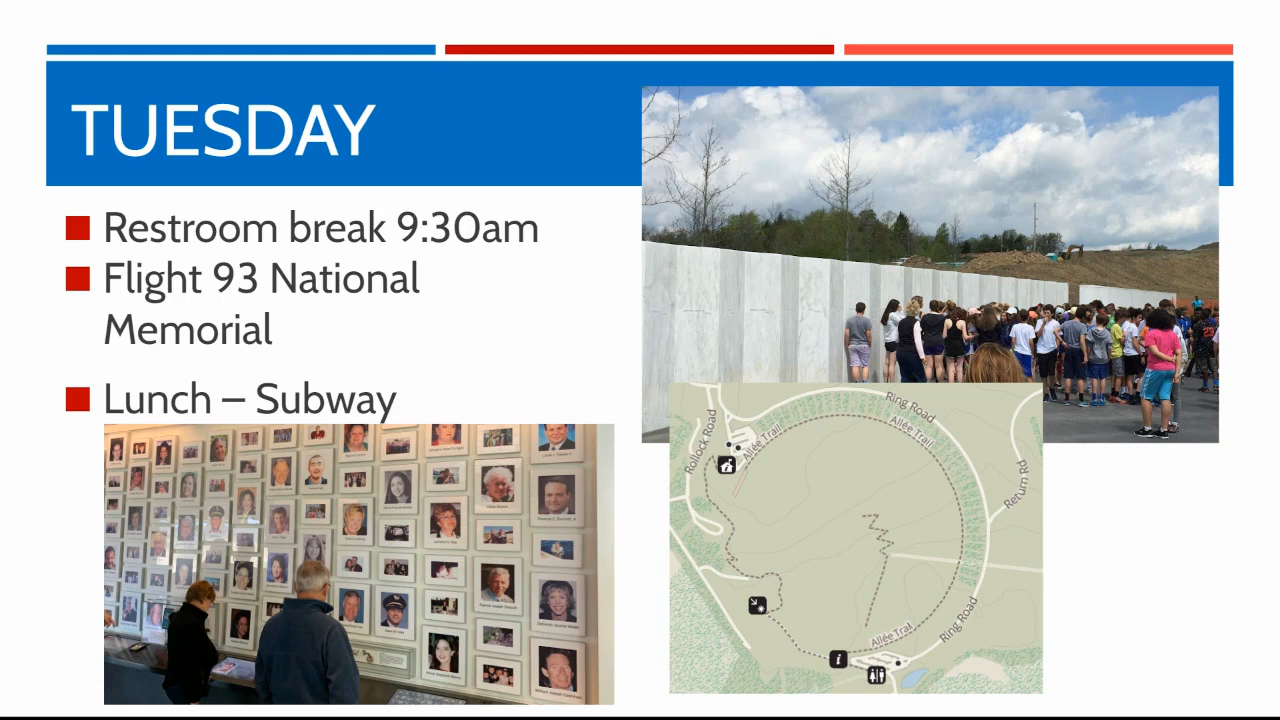 TUESDAY
Restroom break 9:30am
Flight 93 National
Memorial
Lunch – Subway
Ring Road
Allée Trail
Rollock Road
Allée Trail
Return Rd
Allée Trail
Ring Road